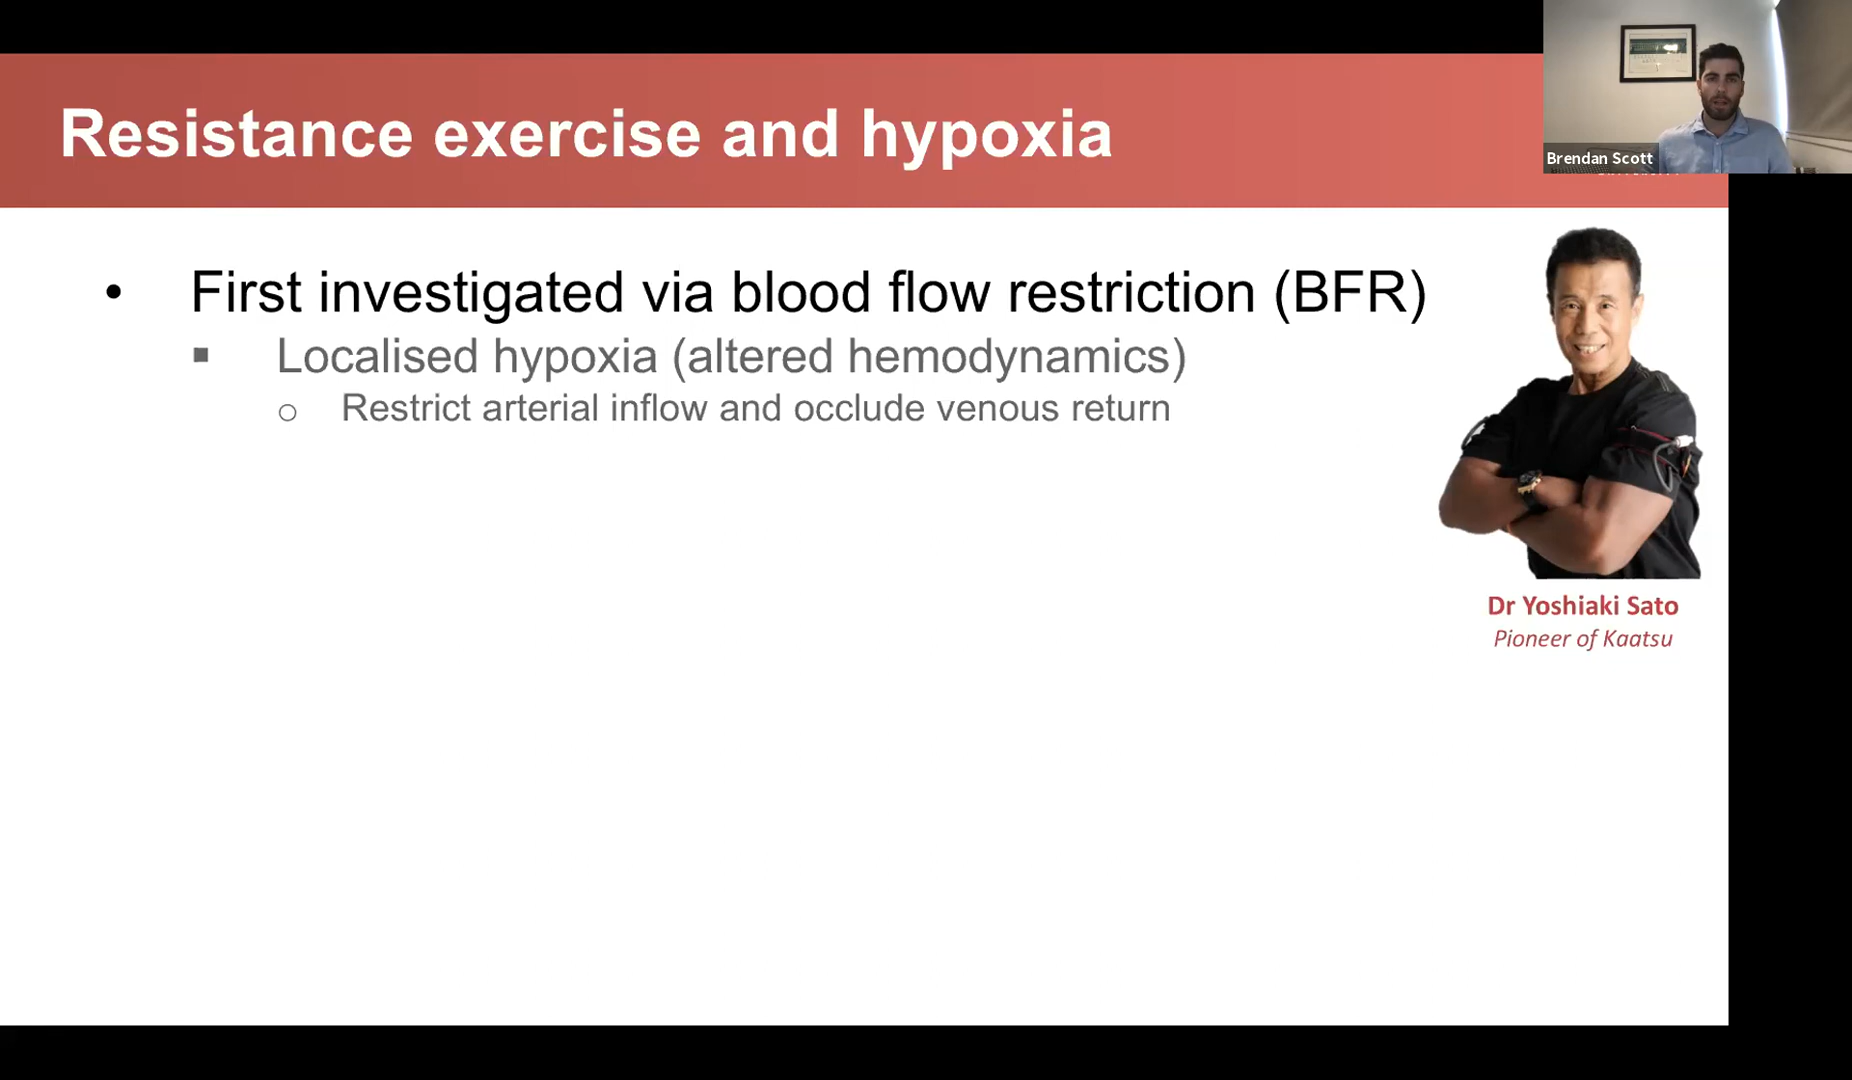 Resistance exercise and hypoxia
Brendan Scott
• First investigated via blood flow restriction (BFR)
▪ Localised hypoxia (altered hemodynamics)
○ Restrict arterial inflow and occlude venous return
Dr Yoshiaki Sato
Pioneer of Kaatsu